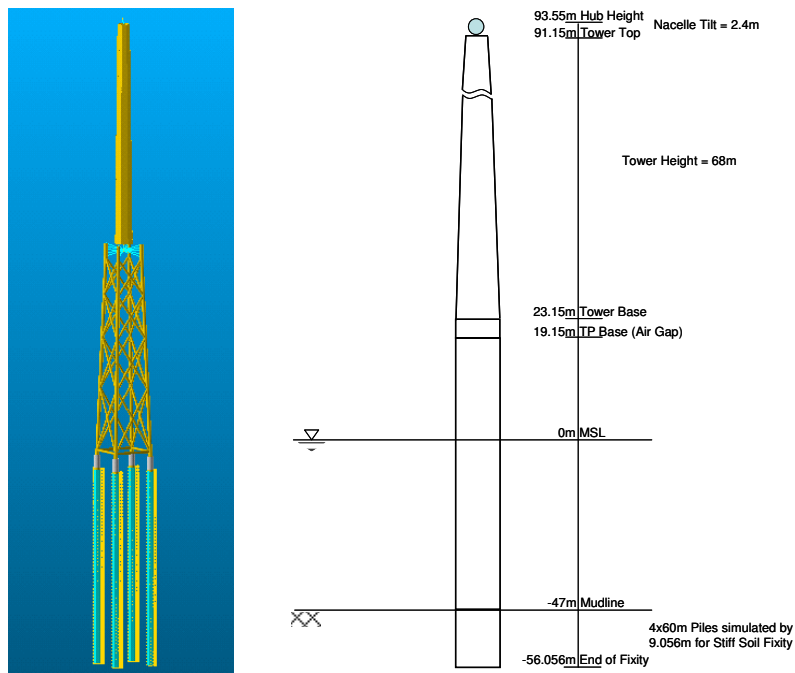 93.55m Hub Height
Nacelle Tilt = 2.4m
91.15m Tower Top
Tower Height = 68m
23.15m Tower Base
19.15m TP Base (Air Gap)
0m MSL
-47m Mudline
4x60m Piles simulated by
9.056m for Stiff Soil Fixity
-56.056m End of Fixity